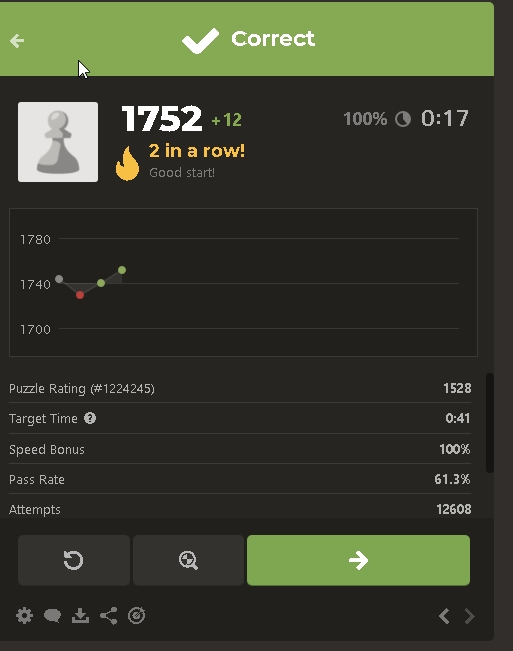 Correct
1752 +12
100% 0:17
2 in a row!
Good start!
1780
1740
1700
Puzzle Rating (#1224245) 1528
Target Time ? 0:41
Speed Bonus 100%
Pass Rate 61.3%
Attempts 12608